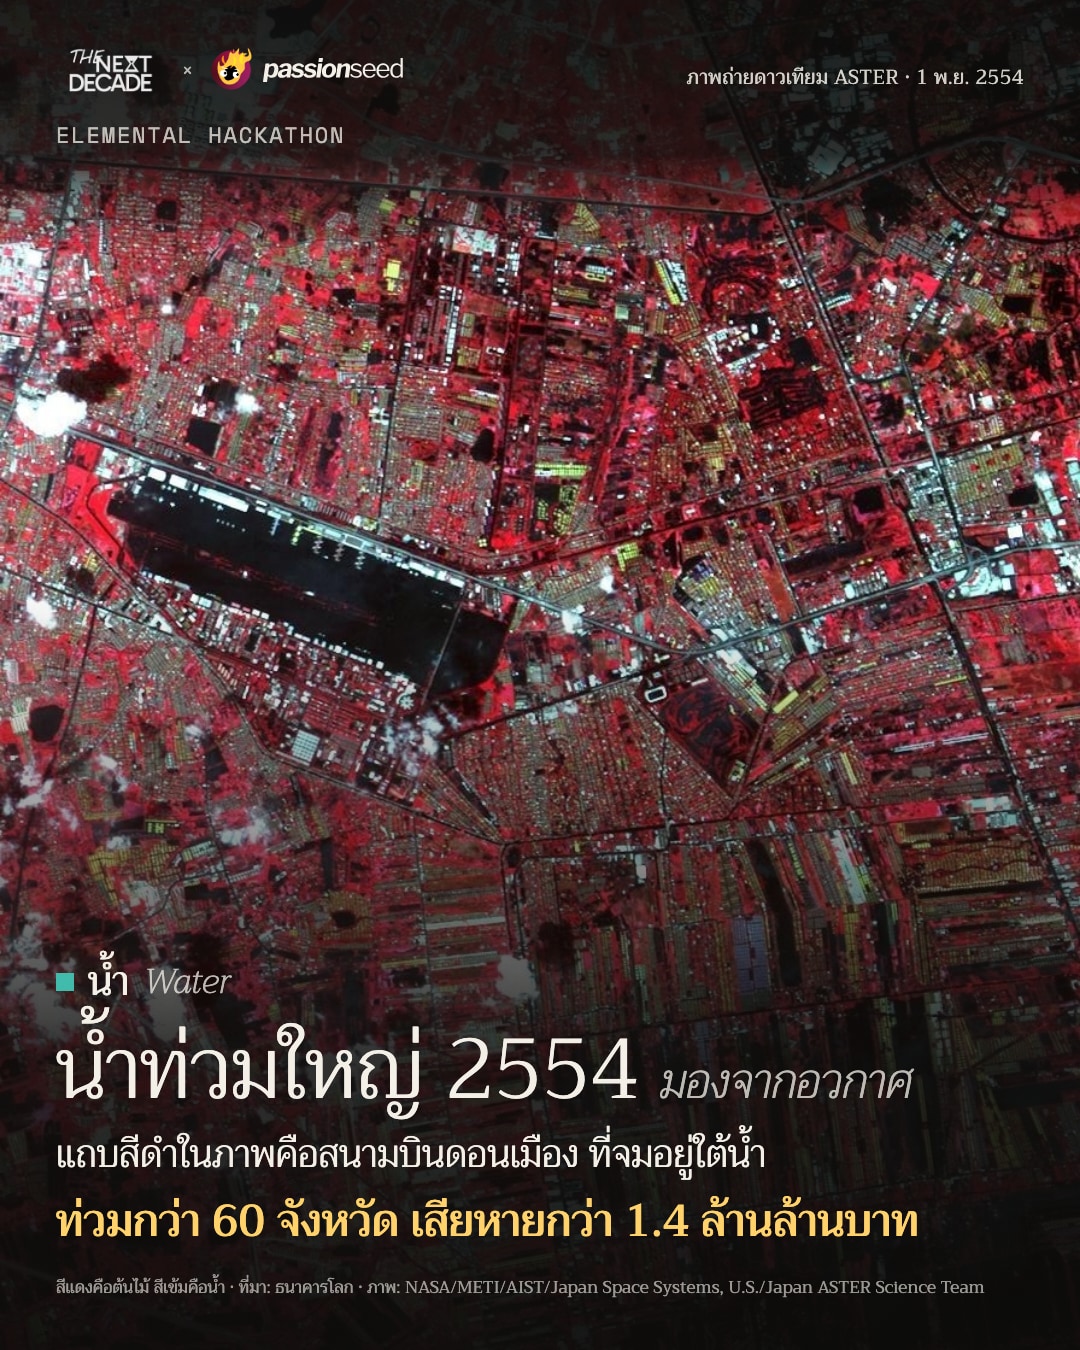 THE NEXT DECADE × passionseed
ภาพถ่ายดาวเทียม ASTER · 1 พ.ย. 2554
ELEMENTAL HACKATHON
น้ำ Water
น้ำท่วมใหญ่ 2554 มองจากอวกาศ
แถบสีดำในภาพคือสนามบินดอนเมือง ที่จมอยู่ใต้น้ำ
ท่วมกว่า 60 จังหวัด เสียหายกว่า 1.4 ล้านล้านบาท
สีแดงคือต้นไม้ สีเข้มคือน้ำ · ที่มา: ธนาคารโลก · ภาพ: NASA/METI/AIST/Japan Space Systems, U.S./Japan ASTER Science Team